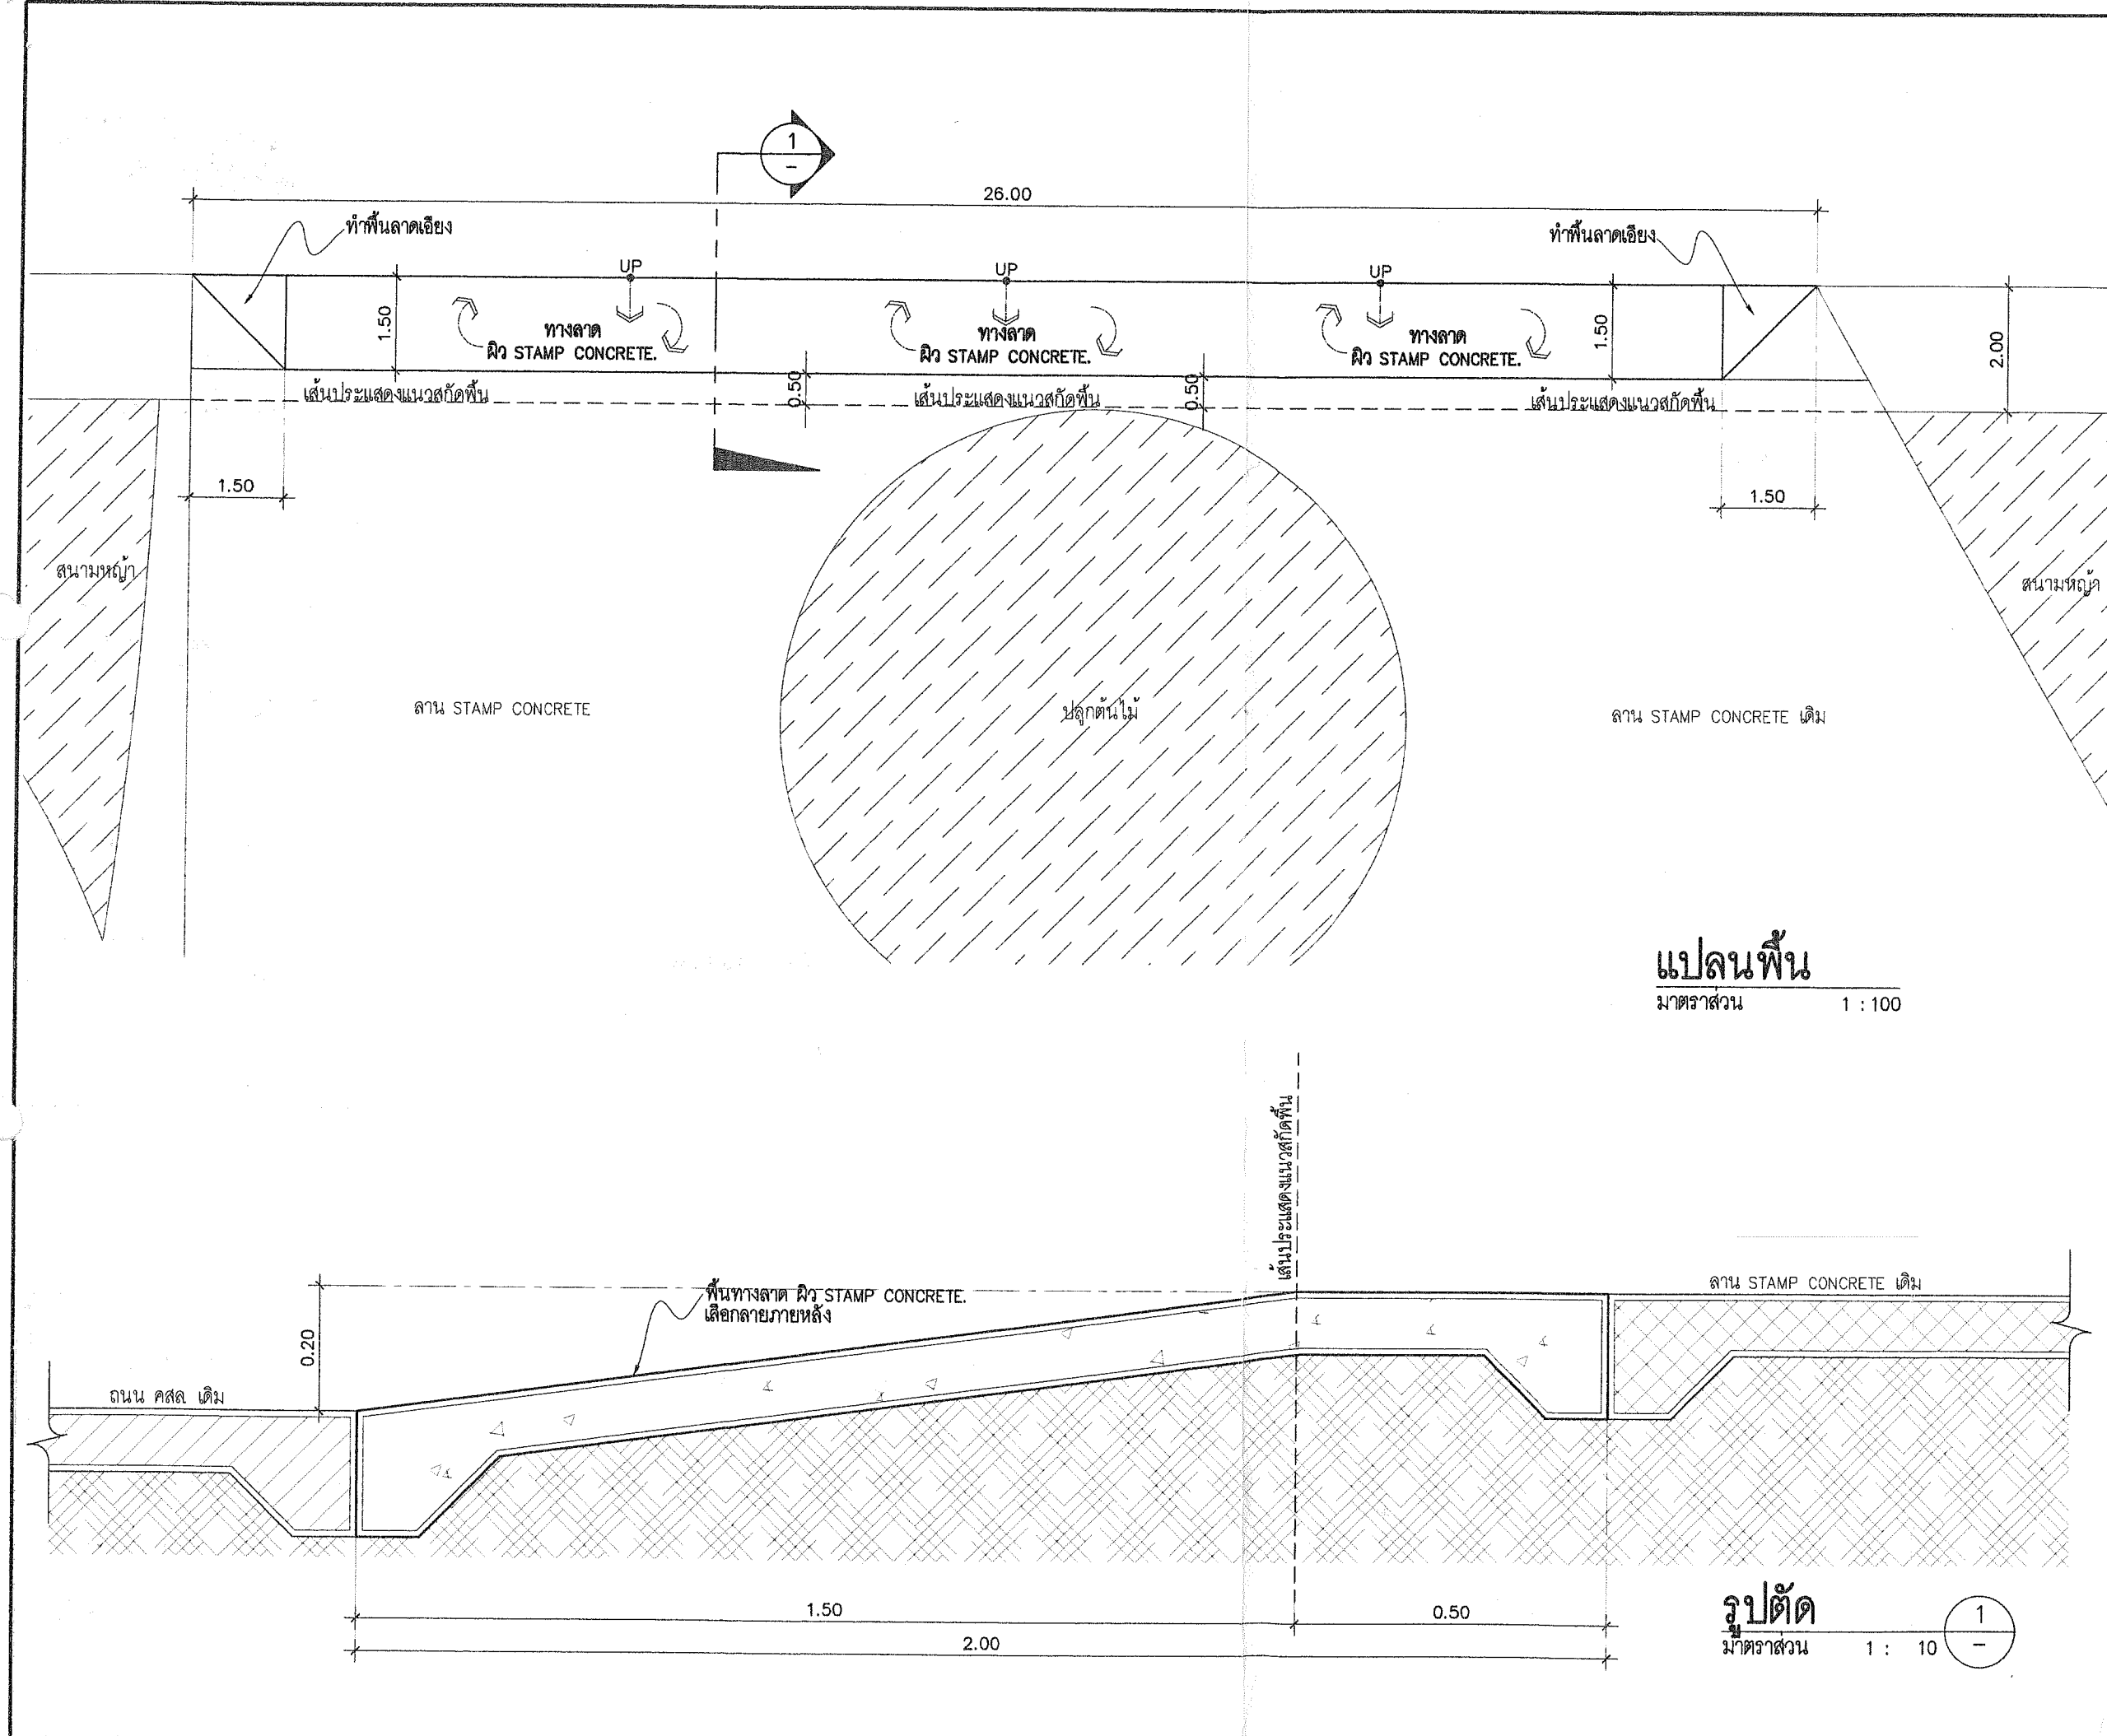 1
–
26.00
ทำพื้นลาดเอียง
ทำพื้นลาดเอียง
UP
UP
UP
1.50
ทางลาด
ผิว STAMP CONCRETE.
ทางลาด
ผิว STAMP CONCRETE.
ทางลาด
ผิว STAMP CONCRETE.
1.50
2.00
เส้นประแสดงแนวสกัดพื้น
0.50
เส้นประแสดงแนวสกัดพื้น
0.50
เส้นประแสดงแนวสกัดพื้น
1.50
1.50
สนามหญ้า
สนามหญ้า
ลาน STAMP CONCRETE
ปลูกต้นไม้
ลาน STAMP CONCRETE เดิม
แปลนพื้น
มาตราส่วน 1 : 100
เส้นประแสดงแนวสกัดพื้น
พื้นทางลาด ผิว STAMP CONCRETE.
เลือกลายภายหลัง
ลาน STAMP CONCRETE เดิม
0.20
ถนน คสล. เดิม
1.50
0.50
2.00
รูปตัด
มาตราส่วน 1 : 10
1
–